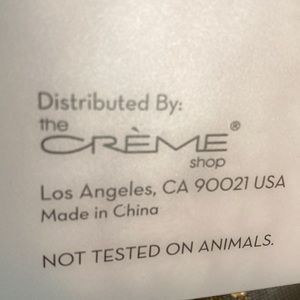 Distributed By:
the
CRÈME®
shop
Los Angeles, CA 90021 USA
Made in China
NOT TESTED ON ANIMALS.